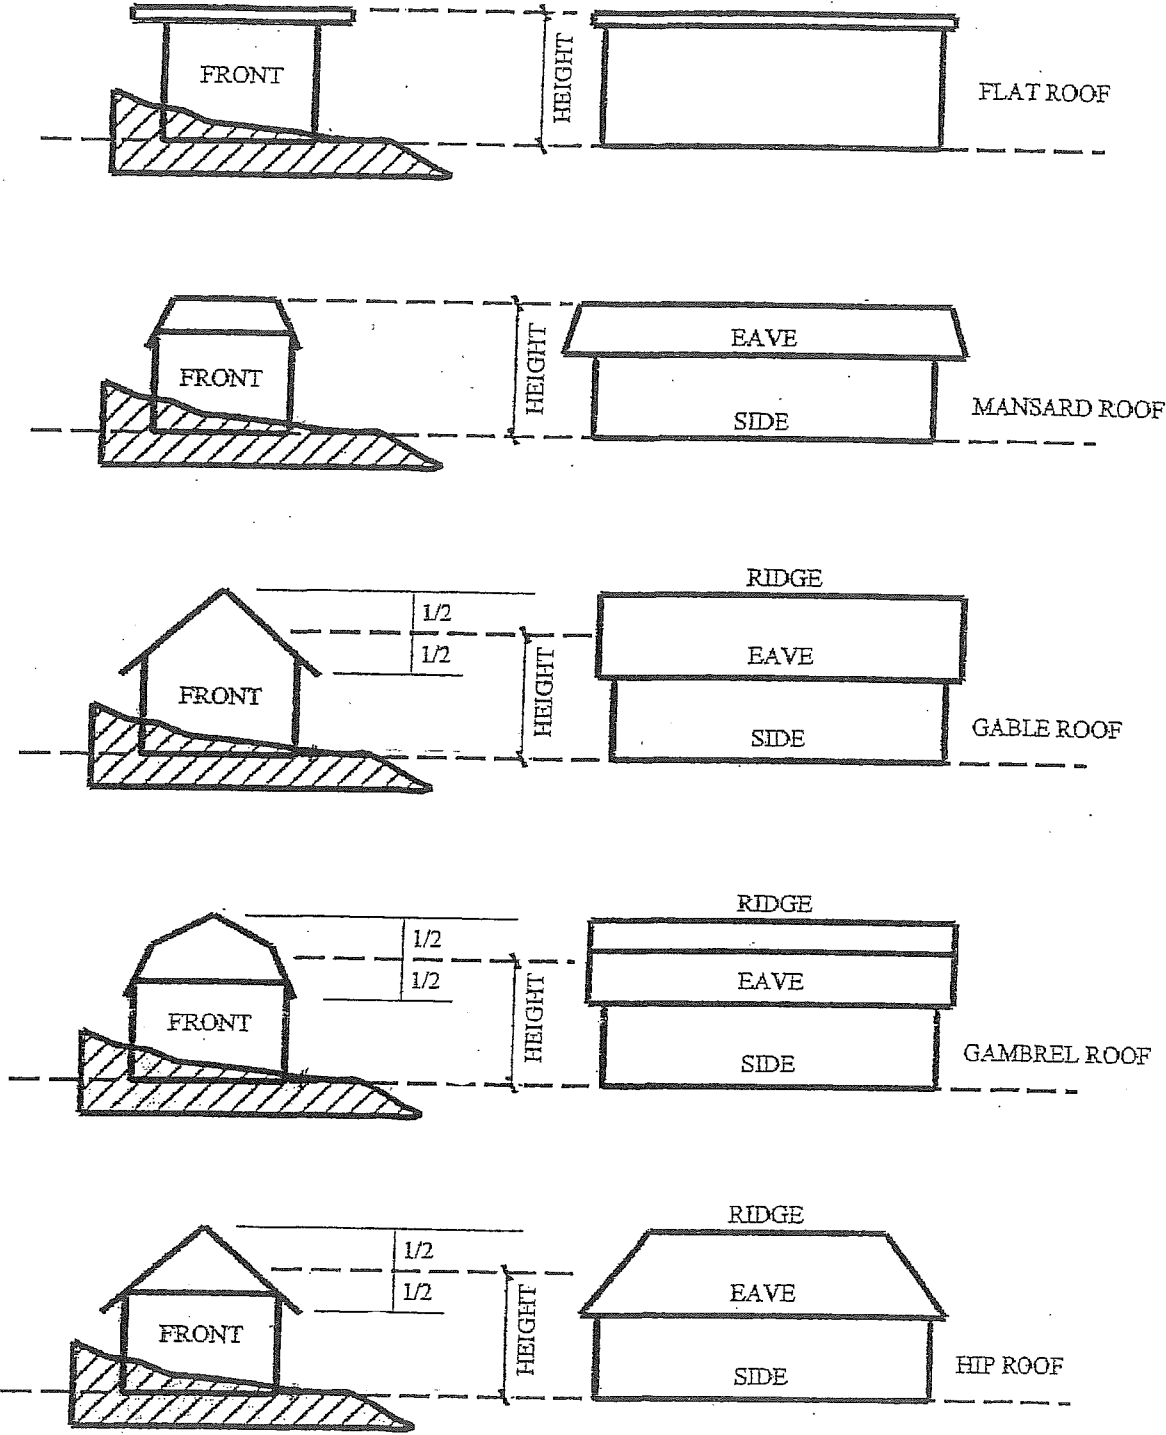 FRONT
HEIGHT
FLAT ROOF
FRONT
HEIGHT
EAVE
SIDE
MANSARD ROOF
RIDGE
1/2
1/2
HEIGHT
EAVE
FRONT
SIDE
GABLE ROOF
RIDGE
1/2
1/2
HEIGHT
EAVE
FRONT
SIDE
GAMBREL ROOF
RIDGE
1/2
1/2
HEIGHT
EAVE
FRONT
SIDE
HIP ROOF